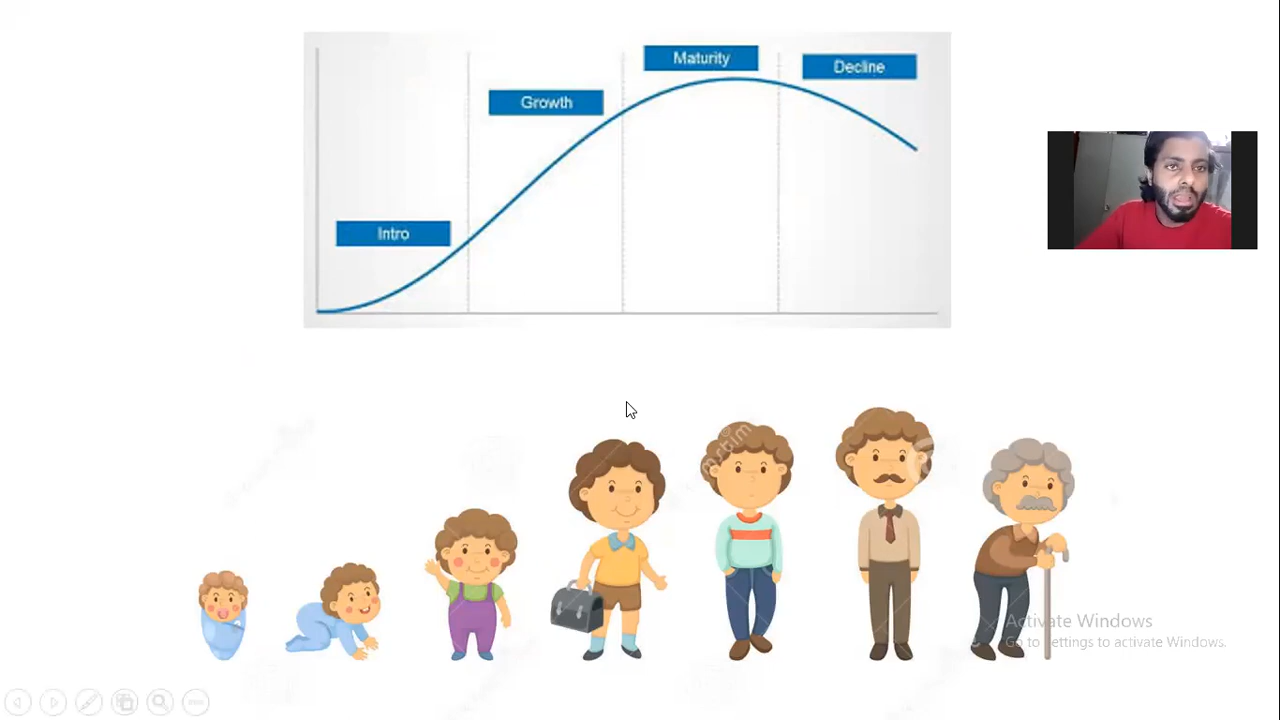 Maturity
Decline
Growth
Intro
Activate Windows
Go to Settings to activate Windows.